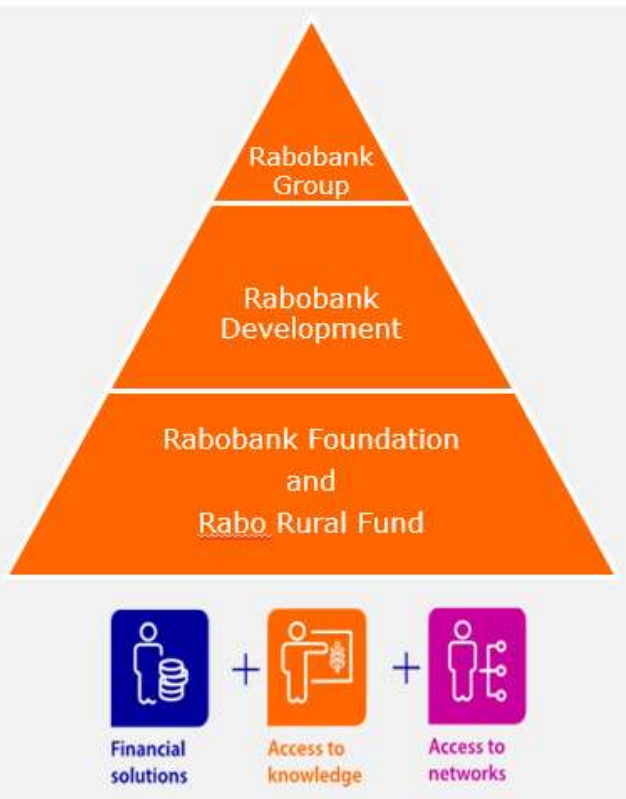 Rabobank
Group
Rabobank
Development
Rabobank Foundation
and
Rabo Rural Fund
Financial
solutions
Access to
knowledge
Access to
networks